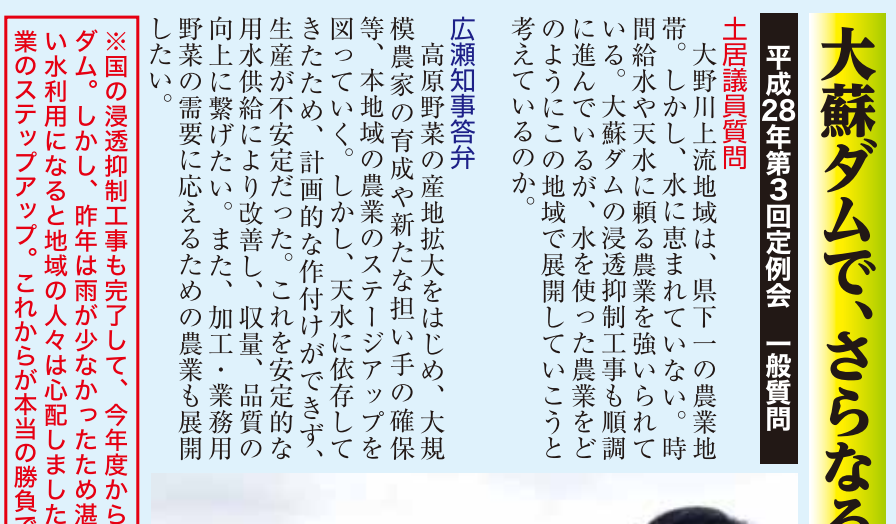 大蘇ダムで、さらなる
平成28年第3回定例会　一般質問
土居議員質問
大野川上流地域は、県下一の農業地
帯。しかし、水に恵まれていない。時
間給水や天水に頼る農業を強いられて
いる。大蘇ダムの浸透抑制工事も順調
に進んでいるが、水を使った農業をど
のようにこの地域で展開していこうと
考えているのか。
広瀬知事答弁
高原野菜の産地拡大をはじめ、大規
模農家の育成や新たな担い手の確保
等、本地域の農業のステージアップを
図っていく。しかし、天水に依存して
きたため、計画的な作付けができず、
生産が不安定だった。これを安定的な
用水供給により改善し、収量、品質の
向上に繋げたい。また、加工・業務用
野菜の需要に応えるための農業も展開
したい。
※国の浸透抑制工事も完了して、今年度から
ダム。しかし、昨年は雨が少なかったため湛
い水利用になると地域の人々は心配しました
業のステップアップ。これからが本当の勝負で